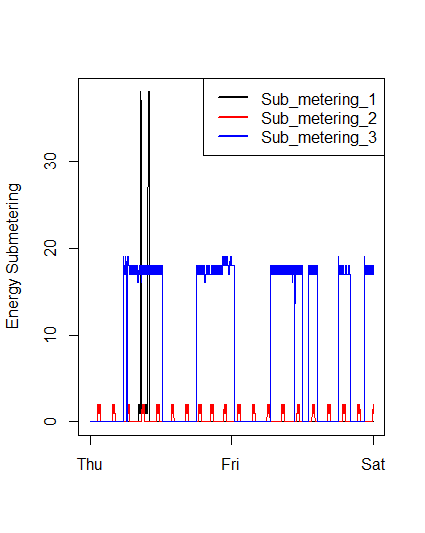 Sub_metering_1
Sub_metering_2
Sub_metering_3
Energy Submetering
30
20
10
0
Thu Fri Sat